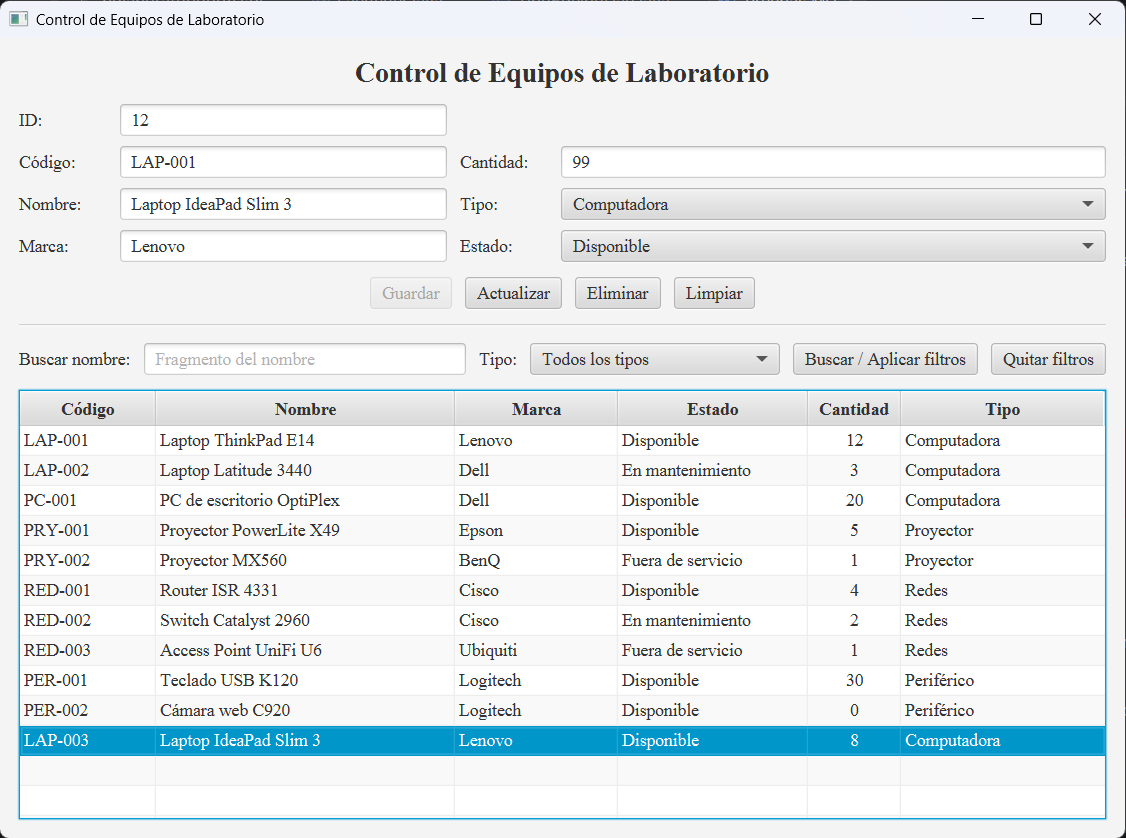 Control de Equipos de Laboratorio
Control de Equipos de Laboratorio
ID: 12
Código: LAP-001 Cantidad: 99
Nombre: Laptop IdeaPad Slim 3 Tipo: Computadora
Marca: Lenovo Estado: Disponible
Guardar Actualizar Eliminar Limpiar
Buscar nombre: Fragmento del nombre Tipo: Todos los tipos Buscar / Aplicar filtros Quitar filtros
Código Nombre Marca Estado Cantidad Tipo
LAP-001 Laptop ThinkPad E14 Lenovo Disponible 12 Computadora
LAP-002 Laptop Latitude 3440 Dell En mantenimiento 3 Computadora
PC-001 PC de escritorio OptiPlex Dell Disponible 20 Computadora
PRY-001 Proyector PowerLite X49 Epson Disponible 5 Proyector
PRY-002 Proyector MX560 BenQ Fuera de servicio 1 Proyector
RED-001 Router ISR 4331 Cisco Disponible 4 Redes
RED-002 Switch Catalyst 2960 Cisco En mantenimiento 2 Redes
RED-003 Access Point UniFi U6 Ubiquiti Fuera de servicio 1 Redes
PER-001 Teclado USB K120 Logitech Disponible 30 Periférico
PER-002 Cámara web C920 Logitech Disponible 0 Periférico
LAP-003 Laptop IdeaPad Slim 3 Lenovo Disponible 8 Computadora